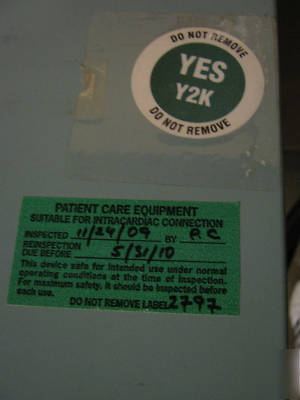 DO NOT REMOVE
YES
Y2K
DO NOT REMOVE
PATIENT CARE EQUIPMENT
SUITABLE FOR INTRACARDIAC CONNECTION
INSPECTED 11/24/09 BY P.C
REINSPECTION
DUE BEFORE 5/31/10
This device safe for intended use under normal
operating conditions at the time of inspection.
For maximum safety, it should be inspected before
each use.
DO NOT REMOVE LABEL 2797